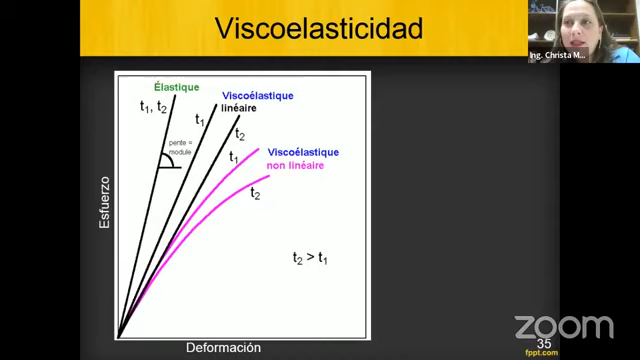 Viscoelasticidad
Ing. Christa M...
Élastique
t1, t2
Viscoélastique
linéaire
t1
t2
pente =
module
t1
Viscoélastique
non linéaire
t2
t2 > t1
Esfuerzo
Deformación
zoom
35
fppt.com